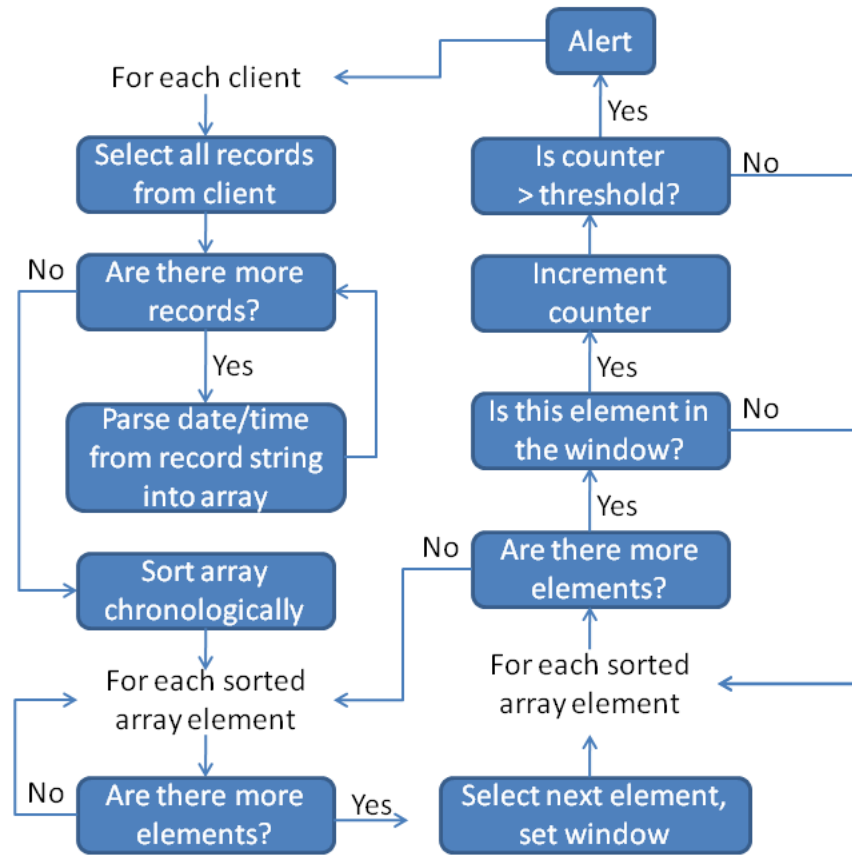 Alert
For each client
Yes
Select all records
from client
Is counter
> threshold?
No
No
Are there more
records?
Increment
counter
Yes
Yes
Parse date/time
from record string
into array
Is this element in
the window?
No
Yes
No
Are there more
elements?
Sort array
chronologically
For each sorted
array element
For each sorted
array element
No
Are there more
elements?
Yes
Select next element,
set window